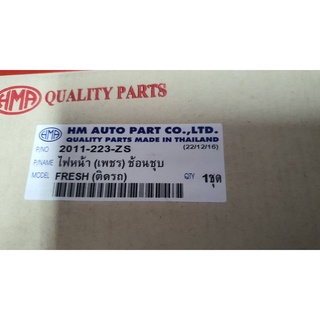 HMA QUALITY PARTS
HMA HM AUTO PART CO.,LTD.
QUALITY PARTS MADE IN THAILAND
P/NO 2011-223-ZS (22/12/16)
P/NAME ไฟหน้า (เพชร) ช้อนชุบ
MODEL FRESH (ติดรถ) QTY 1ชุด